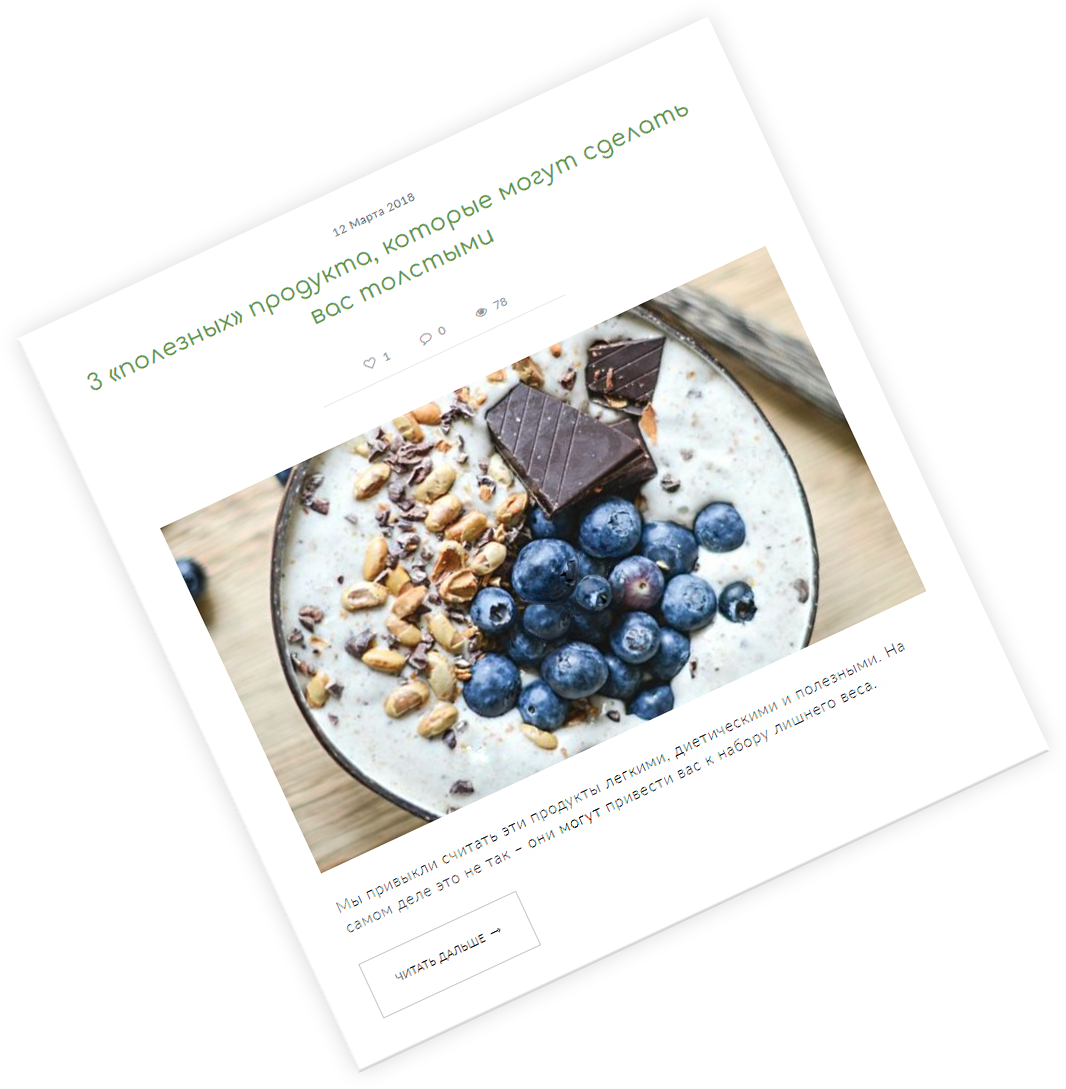 12 Марта 2018
3 «полезных» продукта, которые могут сделать
вас толстыми
1 0 78
Мы привыкли считать эти продукты легкими, диетическими и полезными. На
самом деле это не так – они могут привести вас к набору лишнего веса.
ЧИТАТЬ ДАЛЬШЕ →